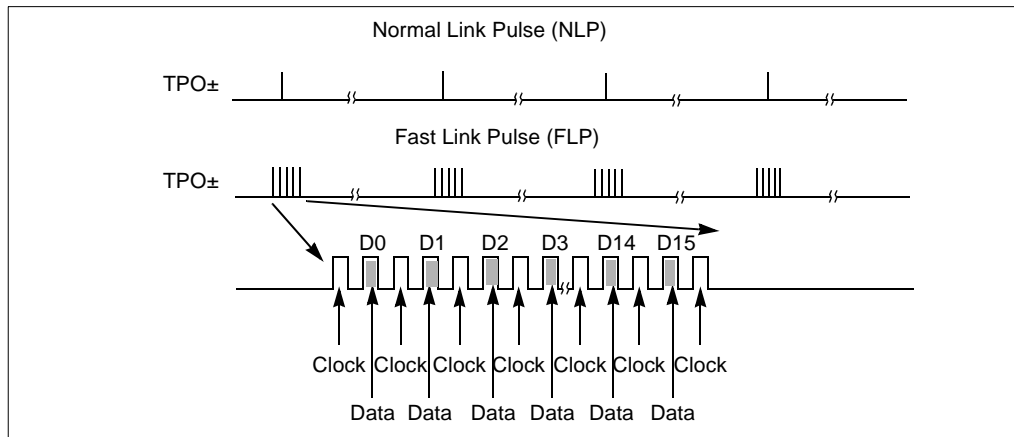 Normal Link Pulse (NLP)
TPO±
Fast Link Pulse (FLP)
TPO±
D0 D1 D2 D3 D14 D15
Clock Clock Clock Clock Clock Clock Clock
Data Data Data Data Data Data